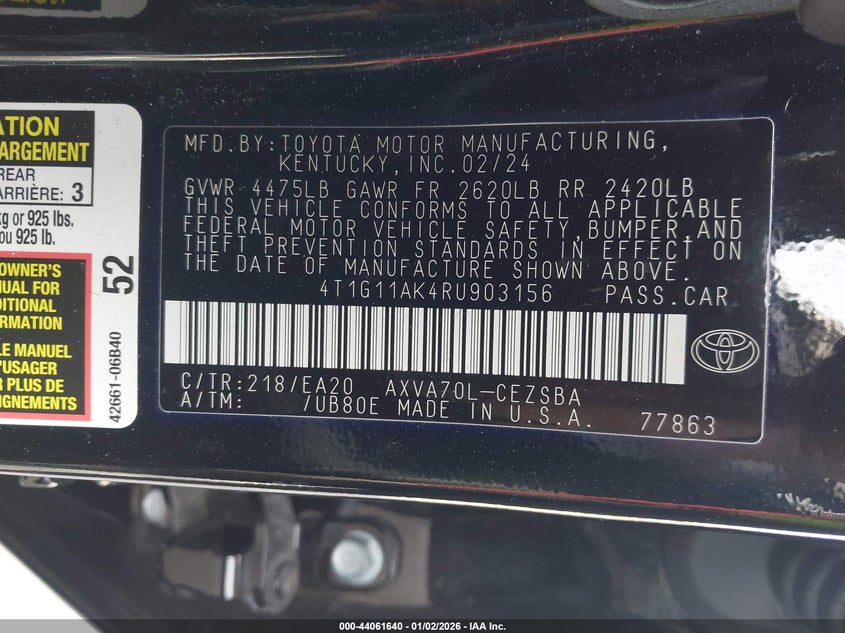 ATION
ARGEMENT
REAR
ARRIÈRE: 3
kg or 925 lbs.
ou 925 lb.
OWNER'S
NUAL FOR
DITIONAL
FORMATION
LE MANUEL
D'USAGER
R PLUS DE
IGNEMENTS
52
42661-06B40
MFD.BY:TOYOTA MOTOR MANUFACTURING,
KENTUCKY,INC.02/24
GVWR 4475LB GAWR FR 2620LB RR 2420LB
THIS VEHICLE CONFORMS TO ALL APPLICABLE
FEDERAL MOTOR VEHICLE SAFETY,BUMPER,AND
THEFT PREVENTION STANDARDS IN EFFECT ON
THE DATE OF MANUFACTURE SHOWN ABOVE.
4T1G11AK4RU903156 PASS.CAR
C/TR:218/EA20 AXVA70L-CEZSBA
A/TM: 7UB80E MADE IN U.S.A. 77863
000-44061640 - 01/02/2026 - IAA Inc.